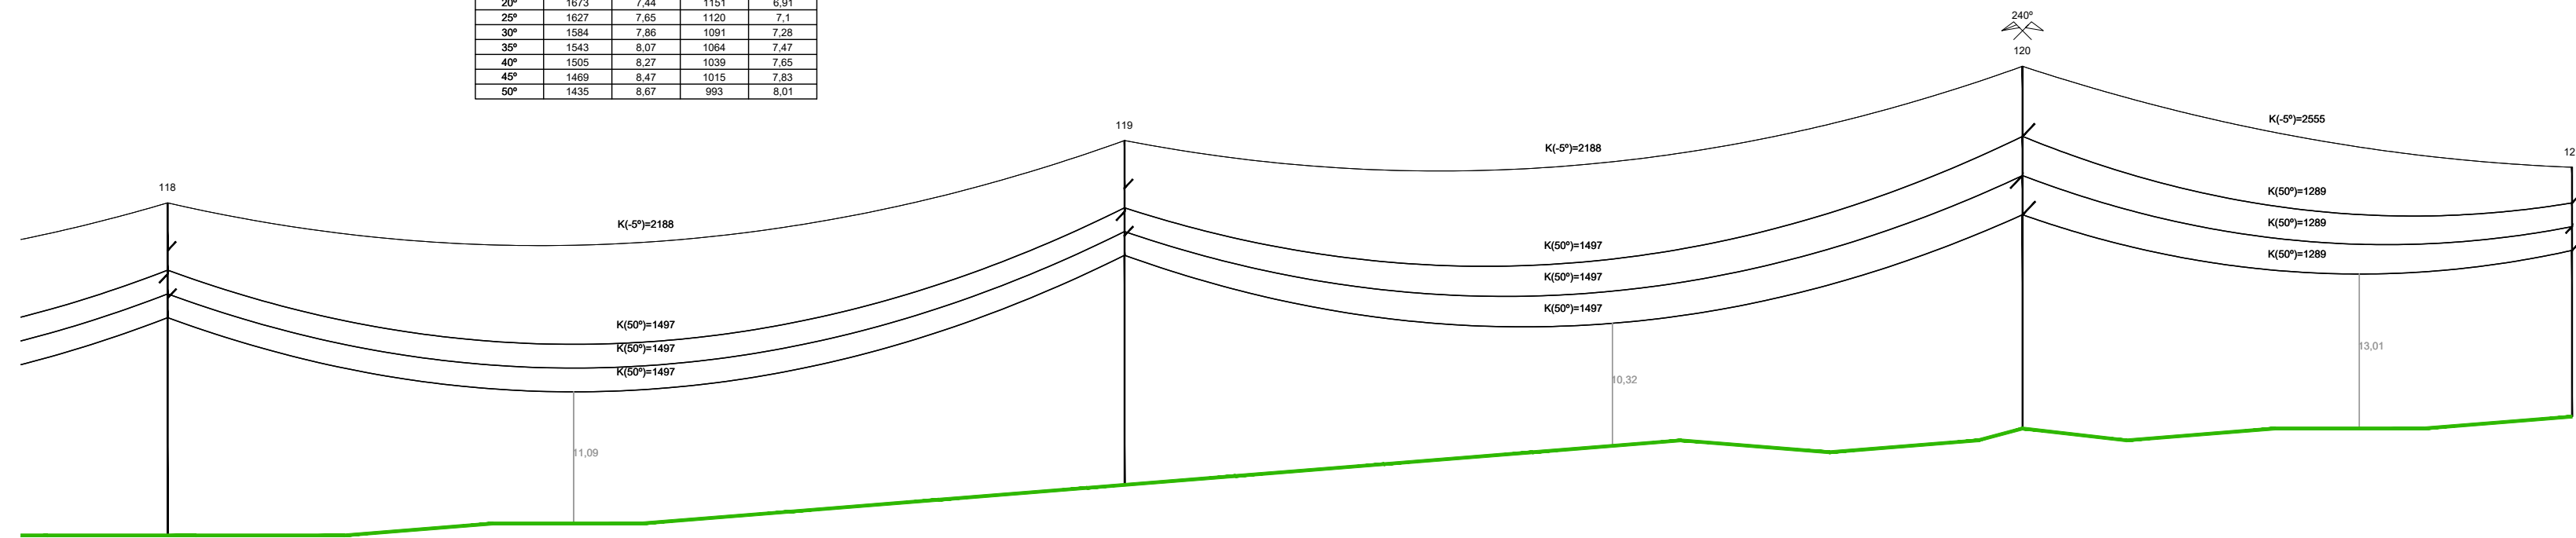 20º 1673 7,44 1151 6,91
25º 1627 7,65 1120 7,1
30º 1584 7,86 1091 7,28
35º 1543 8,07 1064 7,47
40º 1505 8,27 1039 7,65
45º 1469 8,47 1015 7,83
50º 1435 8,67 993 8,01
240º
120
119
118
12
K(-5º)=2188
K(-5º)=2188
K(-5º)=2555
K(50º)=1497
K(50º)=1497
K(50º)=1497
K(50º)=1497
K(50º)=1497
K(50º)=1497
K(50º)=1289
K(50º)=1289
K(50º)=1289
11,09
10,32
13,01